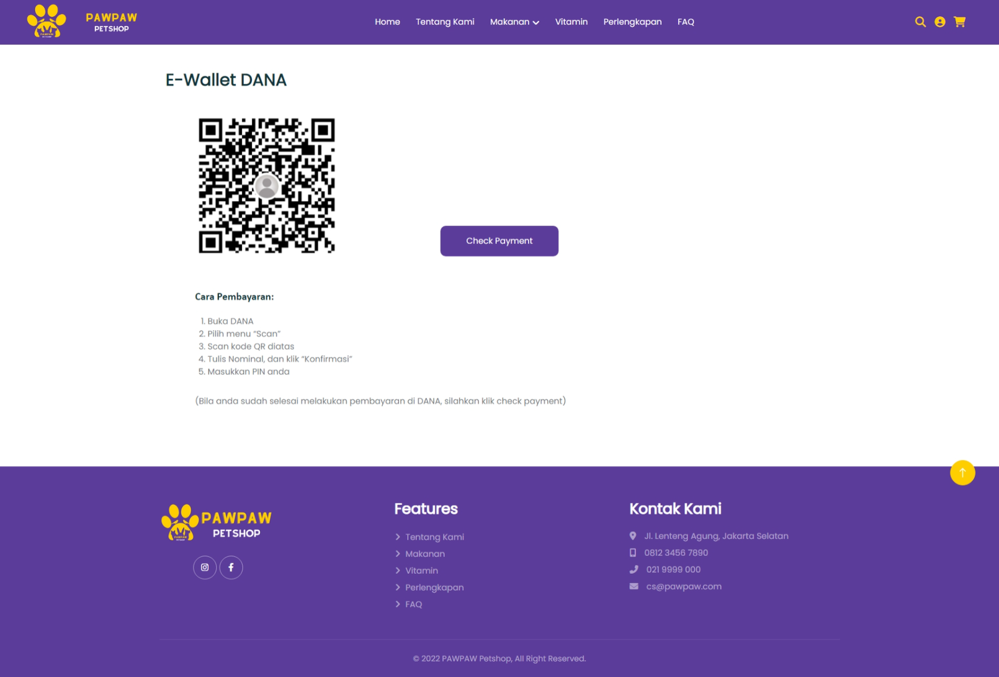 PAWPAW
PETSHOP
Home Tentang Kami Makanan Vitamin Perlengkapan FAQ
E-Wallet DANA
Check Payment
Cara Pembayaran:
1. Buka DANA
2. Pilih menu “Scan”
3. Scan kode QR diatas
4. Tulis Nominal, dan klik “Konfirmasi”
5. Masukkan PIN anda
(Bila anda sudah selesai melakukan pembayaran di DANA, silahkan klik check payment)
PAWPAW
PETSHOP
Features
Tentang Kami
Makanan
Vitamin
Perlengkapan
FAQ
Kontak Kami
Jl. Lenteng Agung, Jakarta Selatan
0812 3456 7890
021 9999 000
cs@pawpaw.com
© 2022 PAWPAW Petshop, All Right Reserved.